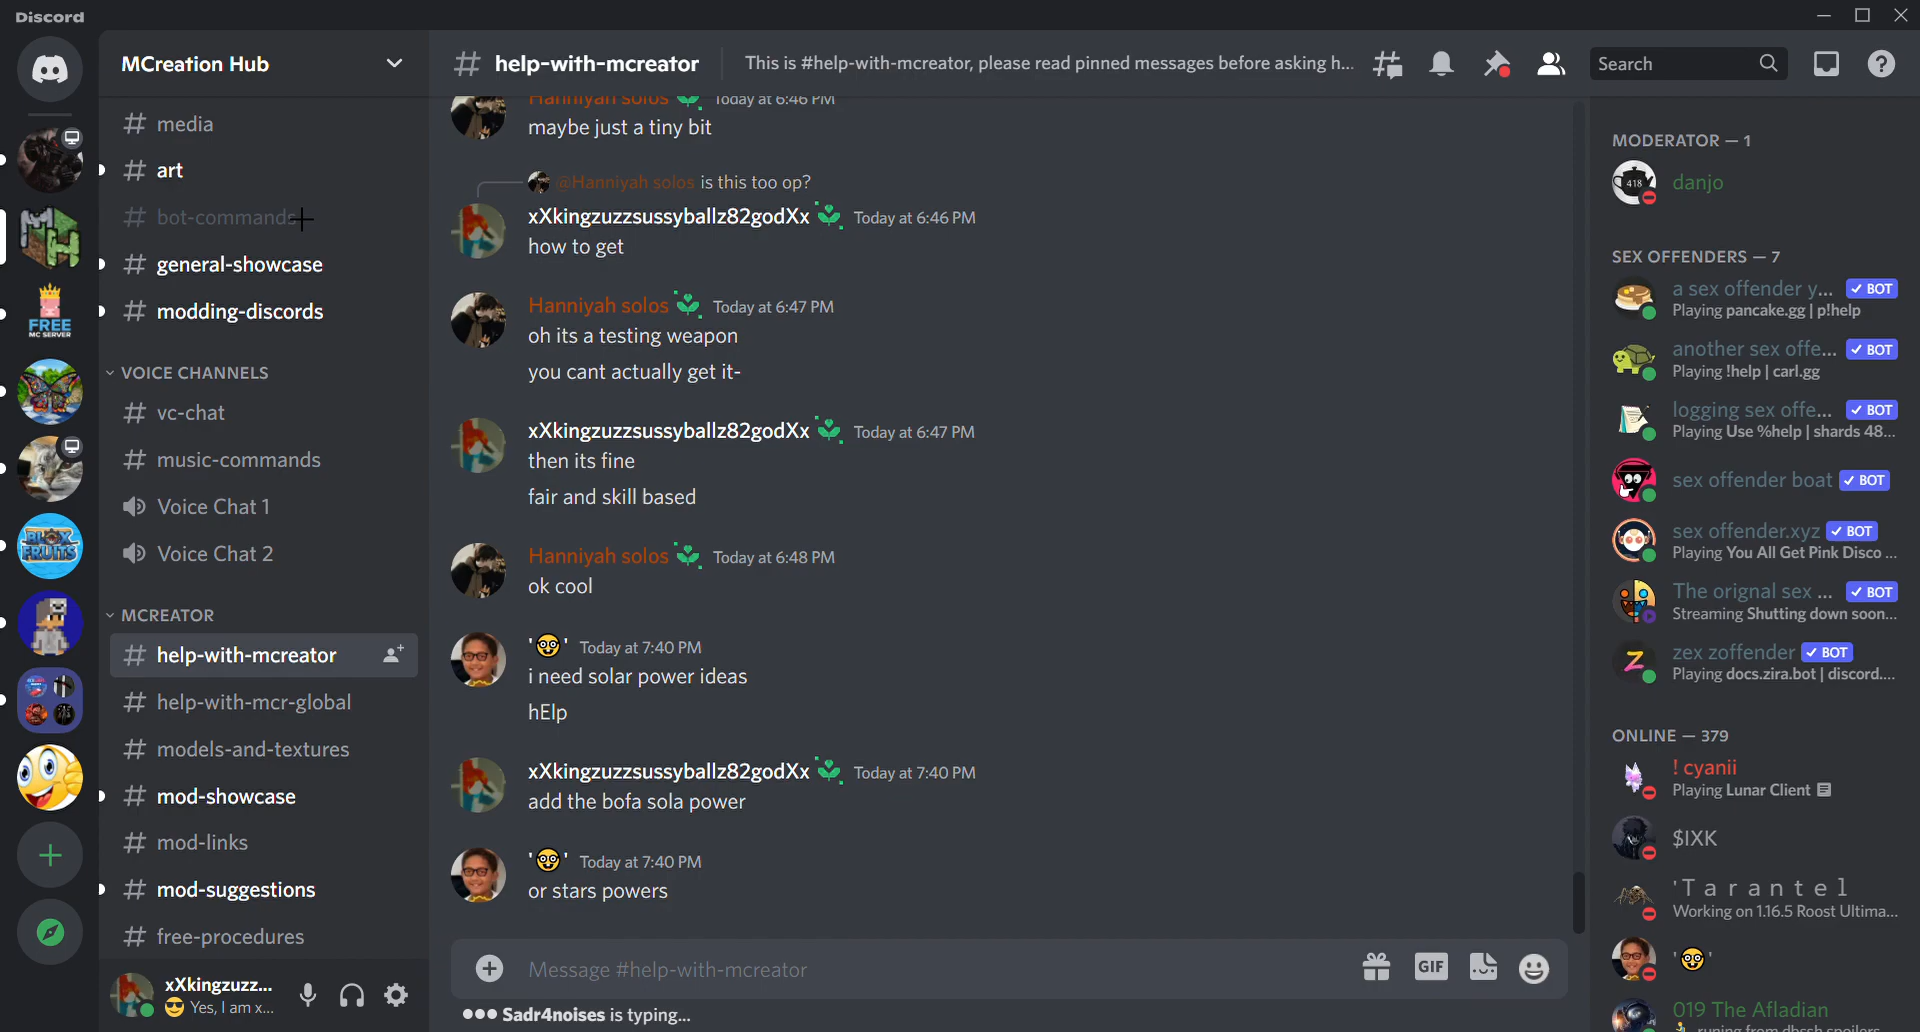 Discord
MCreation Hub
media
art
bot-commands
general-showcase
modding-discords
VOICE CHANNELS
vc-chat
music-commands
Voice Chat 1
Voice Chat 2
MCREATOR
help-with-mcreator
help-with-mcr-global
models-and-textures
mod-showcase
mod-links
mod-suggestions
free-procedures
FREE
MC SERVER
BLOX
FRUITS
xXkingzuzz...
Yes, I am x...
help-with-mcreator
This is #help-with-mcreator, please read pinned messages before asking h...
Search
Hanniyah solos Today at 6:46 PM
maybe just a tiny bit
@Hanniyah solos is this too op?
xXkingzuzzsussyballz82godXx Today at 6:46 PM
how to get
Hanniyah solos Today at 6:47 PM
oh its a testing weapon
you cant actually get it-
xXkingzuzzsussyballz82godXx Today at 6:47 PM
then its fine
fair and skill based
Hanniyah solos Today at 6:48 PM
ok cool
'🤓' Today at 7:40 PM
i need solar power ideas
hElp
xXkingzuzzsussyballz82godXx Today at 7:40 PM
add the bofa sola power
'🤓' Today at 7:40 PM
or stars powers
Message #help-with-mcreator
GIF
Sadr4noises is typing...
MODERATOR — 1
418
danjo
SEX OFFENDERS — 7
a sex offender y... BOT
Playing pancake.gg | p!help
another sex offe... BOT
Playing !help | carl.gg
logging sex offe... BOT
Playing Use %help | shards 48...
sex offender boat BOT
sex offender.xyz BOT
Playing You All Get Pink Disco ...
The orignal sex ... BOT
Streaming Shutting down soon...
zex zoffender BOT
Playing docs.zira.bot | discord....
ONLINE — 379
! cyanii
Playing Lunar Client
$IXK
'T a r a n t e l
Working on 1.16.5 Roost Ultima...
'🤓'
019 The Afladian
runing from dbssh spoilers